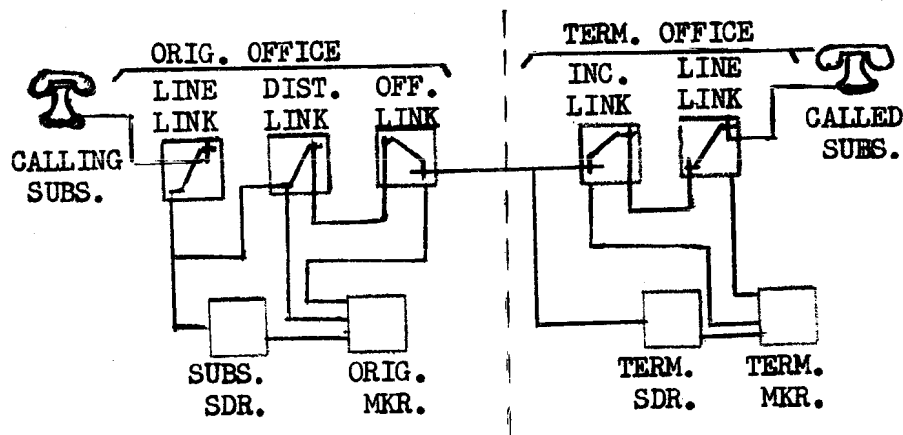 ORIG. OFFICE
LINE
LINK
DIST.
LINK
OFF.
LINK
CALLING
SUBS.
SUBS.
SDR.
ORIG.
MKR.
TERM. OFFICE
INC.
LINK
LINE
LINK
CALLED
SUBS.
TERM.
SDR.
TERM.
MKR.